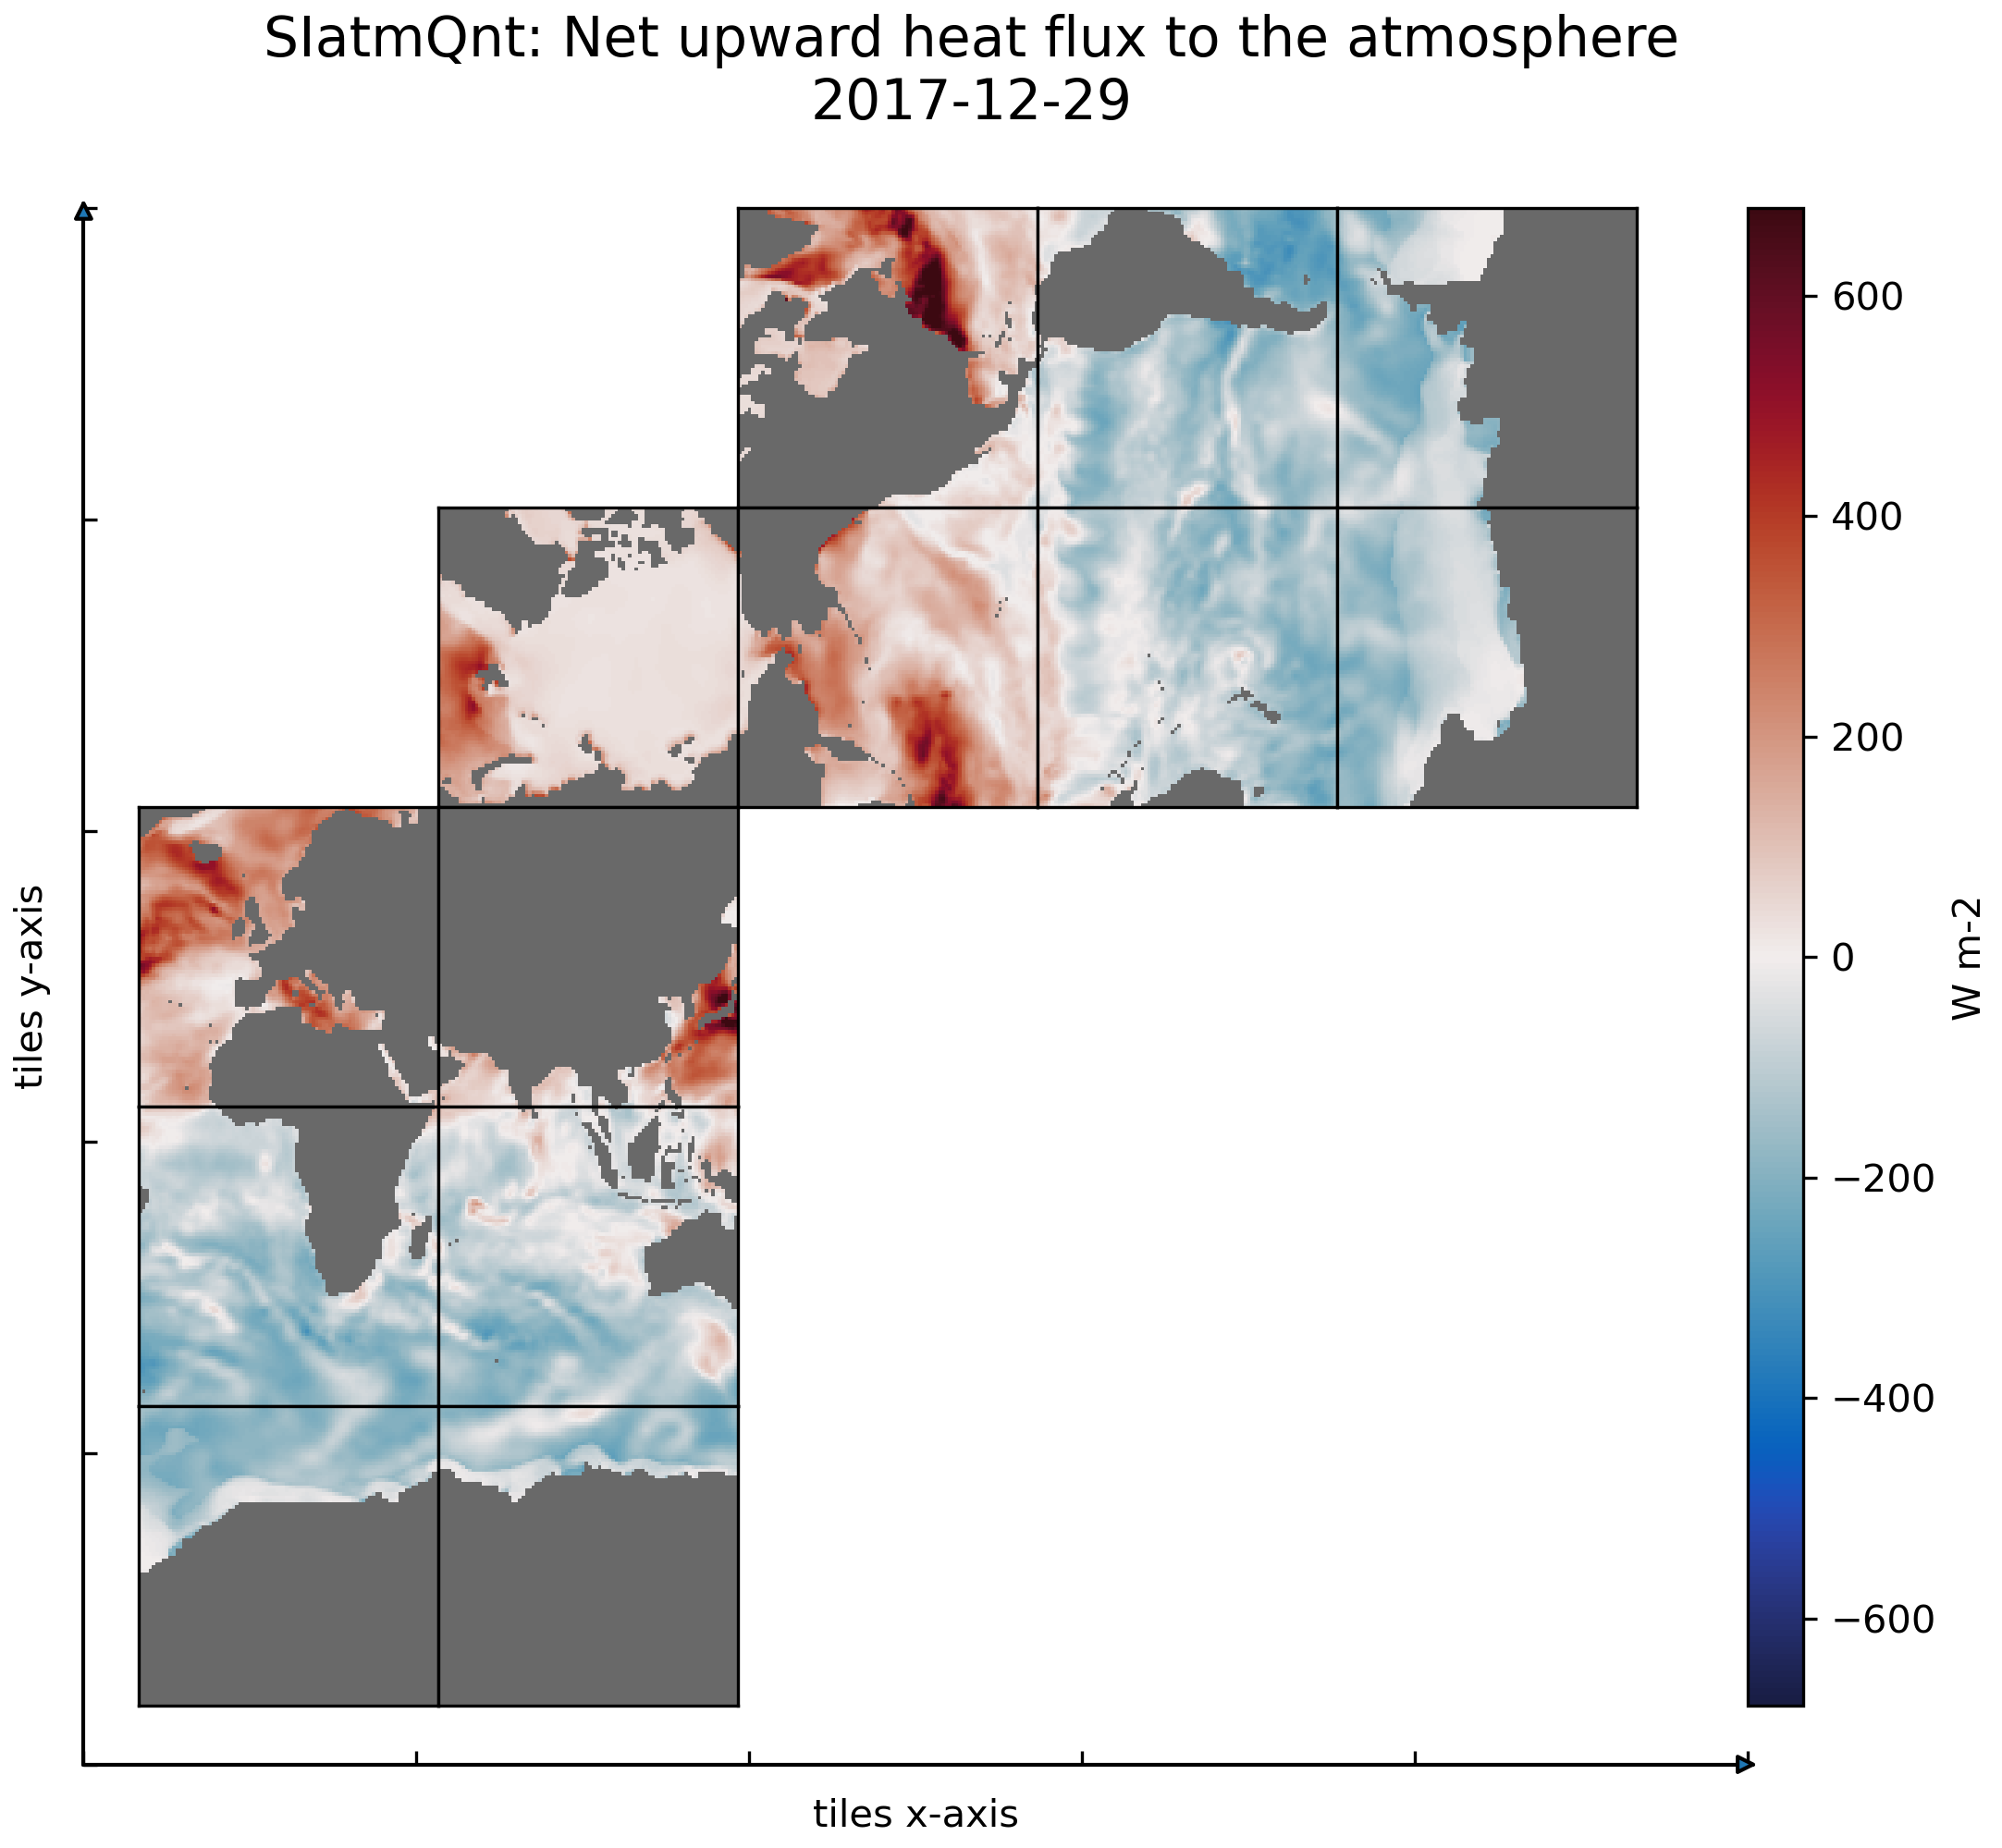 SIatmQnt: Net upward heat flux to the atmosphere
2017-12-29
tiles y-axis
tiles x-axis
600
400
200
0
−200
−400
−600
W m-2